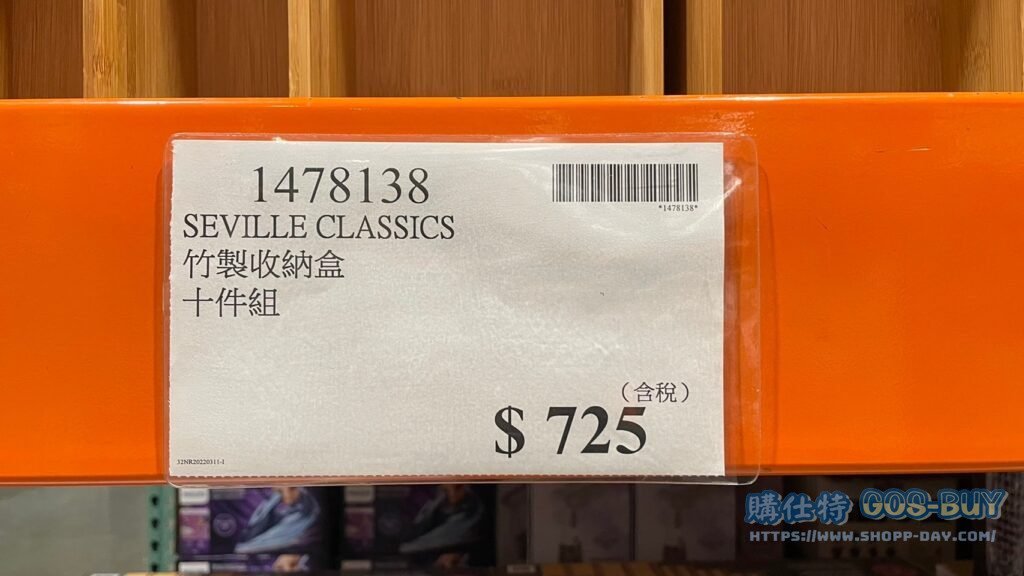 1478138
*1478138*
SEVILLE CLASSICS
竹製收納盒
十件組
（含稅）
$ 725
32NR20220311-1
購仕特 GOS-BUY
HTTPS://WWW.SHOPP-DAY.COM/